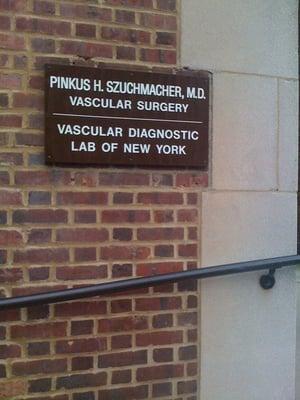 PINKUS H. SZUCHMACHER, M.D.
VASCULAR SURGERY
VASCULAR DIAGNOSTIC
LAB OF NEW YORK